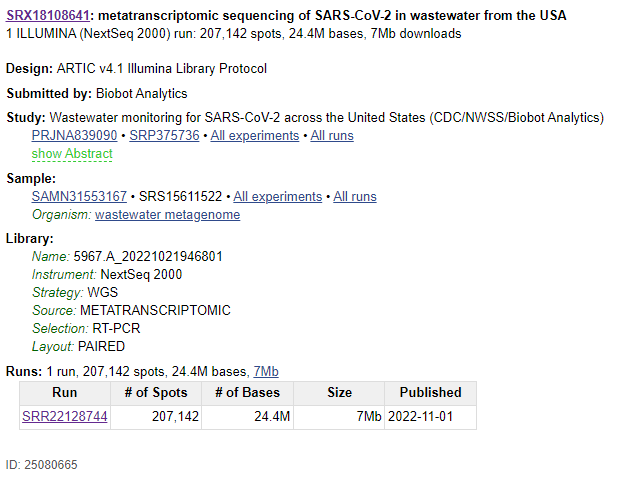 SRX18108641: metatranscriptomic sequencing of SARS-CoV-2 in wastewater from the USA
1 ILLUMINA (NextSeq 2000) run: 207,142 spots, 24.4M bases, 7Mb downloads
Design: ARTIC v4.1 Illumina Library Protocol
Submitted by: Biobot Analytics
Study: Wastewater monitoring for SARS-CoV-2 across the United States (CDC/NWSS/Biobot Analytics)
PRJNA839090 • SRP375736 • All experiments • All runs
show Abstract
Sample:
SAMN31553167 • SRS15611522 • All experiments • All runs
Organism: wastewater metagenome
Library:
Name: 5967.A_20221021946801
Instrument: NextSeq 2000
Strategy: WGS
Source: METATRANSCRIPTOMIC
Selection: RT-PCR
Layout: PAIRED
Runs: 1 run, 207,142 spots, 24.4M bases, 7Mb
Run # of Spots # of Bases Size Published
SRR22128744 207,142 24.4M 7Mb 2022-11-01
ID: 25080665